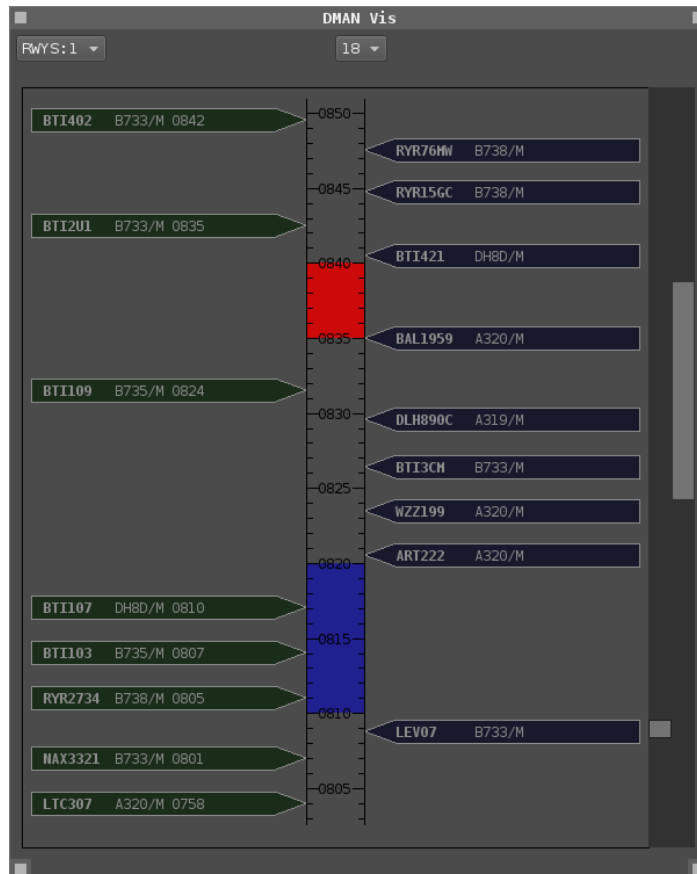 DMAN Vis
RWYS:1
18
BTI402 B733/M 0842
0850
RYR76MW B738/M
0845
RYR15GC B738/M
BTI2U1 B733/M 0835
BTI421 DH8D/M
0840
0835
BAL1959 A320/M
BTI109 B735/M 0824
0830
DLH890C A319/M
BTI3CM B733/M
0825
WZZ199 A320/M
ART222 A320/M
0820
BTI107 DH8D/M 0810
0815
BTI103 B735/M 0807
RYR2734 B738/M 0805
0810
LEV07 B733/M
NAX3321 B733/M 0801
0805
LTC307 A320/M 0758